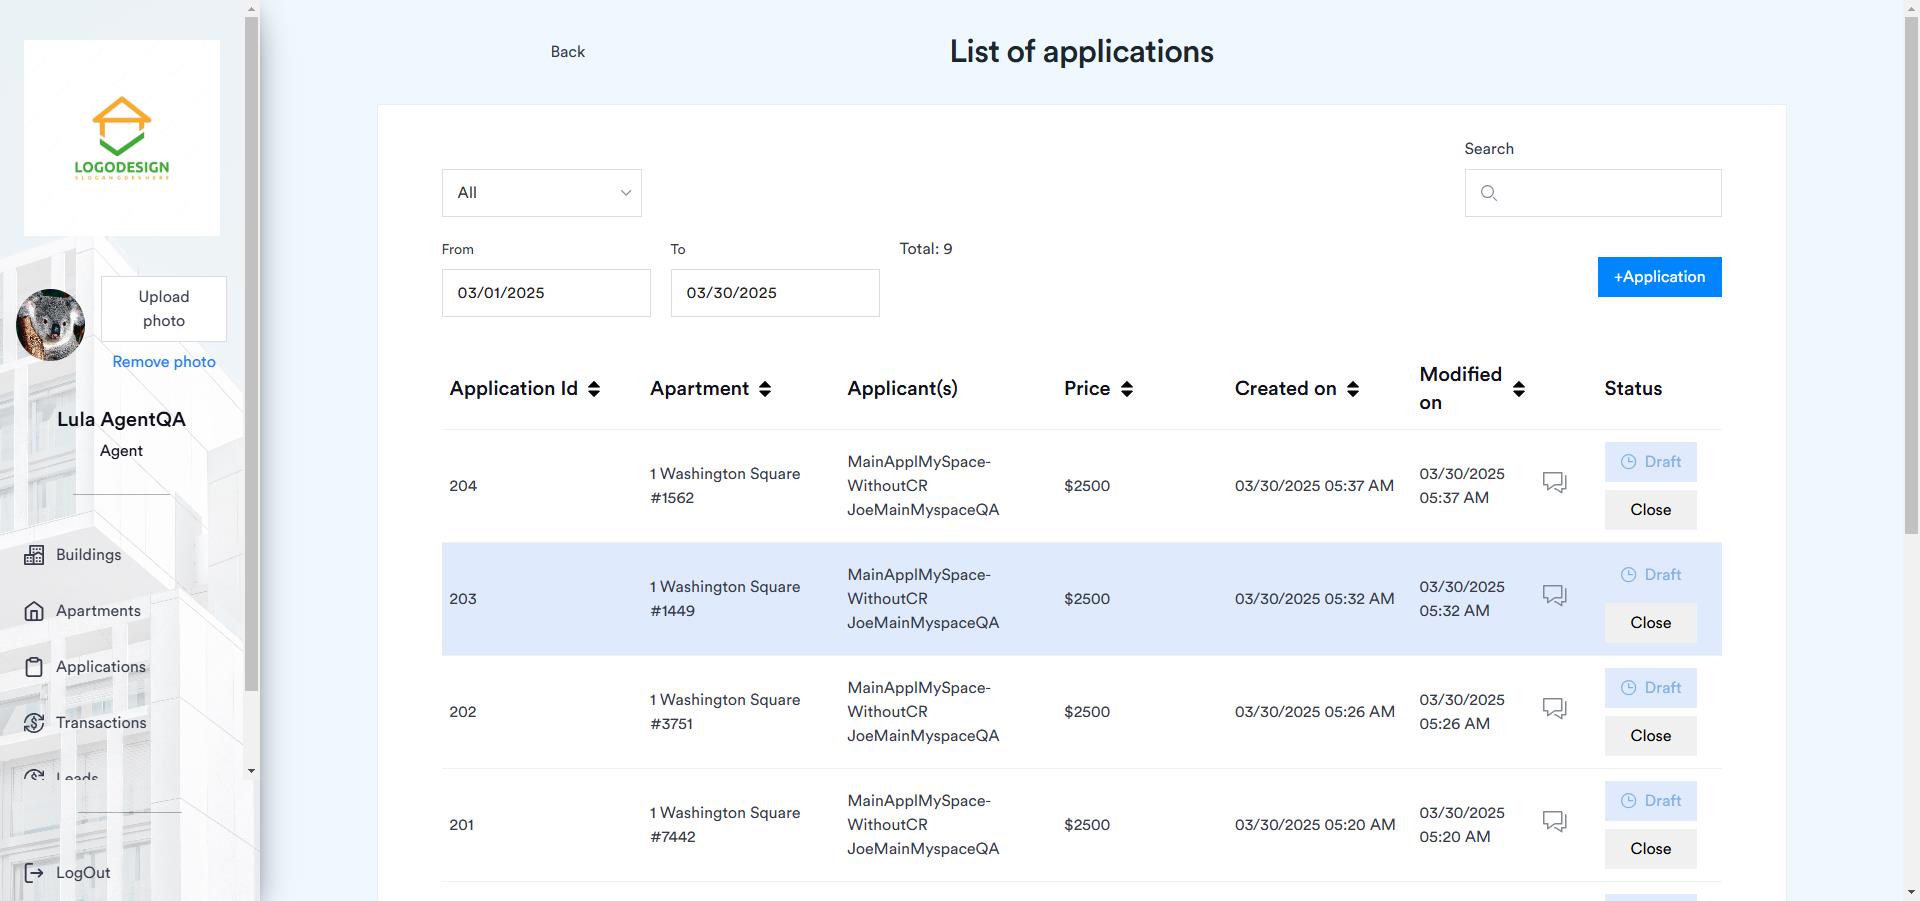 LOGODESIGN
SLOGAN GOES HERE
Upload
photo
Remove photo
Lula AgentQA
Agent
Buildings
Apartments
Applications
Transactions
Leads
LogOut
Back
List of applications
Search
All
From
To
Total: 9
03/01/2025
03/30/2025
+Application
Application Id
Apartment
Applicant(s)
Price
Created on
Modified
on
Status
204
1 Washington Square
#1562
MainApplMySpace-
WithoutCR
JoeMainMyspaceQA
$2500
03/30/2025 05:37 AM
03/30/2025
05:37 AM
Draft
Close
203
1 Washington Square
#1449
MainApplMySpace-
WithoutCR
JoeMainMyspaceQA
$2500
03/30/2025 05:32 AM
03/30/2025
05:32 AM
Draft
Close
202
1 Washington Square
#3751
MainApplMySpace-
WithoutCR
JoeMainMyspaceQA
$2500
03/30/2025 05:26 AM
03/30/2025
05:26 AM
Draft
Close
201
1 Washington Square
#7442
MainApplMySpace-
WithoutCR
JoeMainMyspaceQA
$2500
03/30/2025 05:20 AM
03/30/2025
05:20 AM
Draft
Close